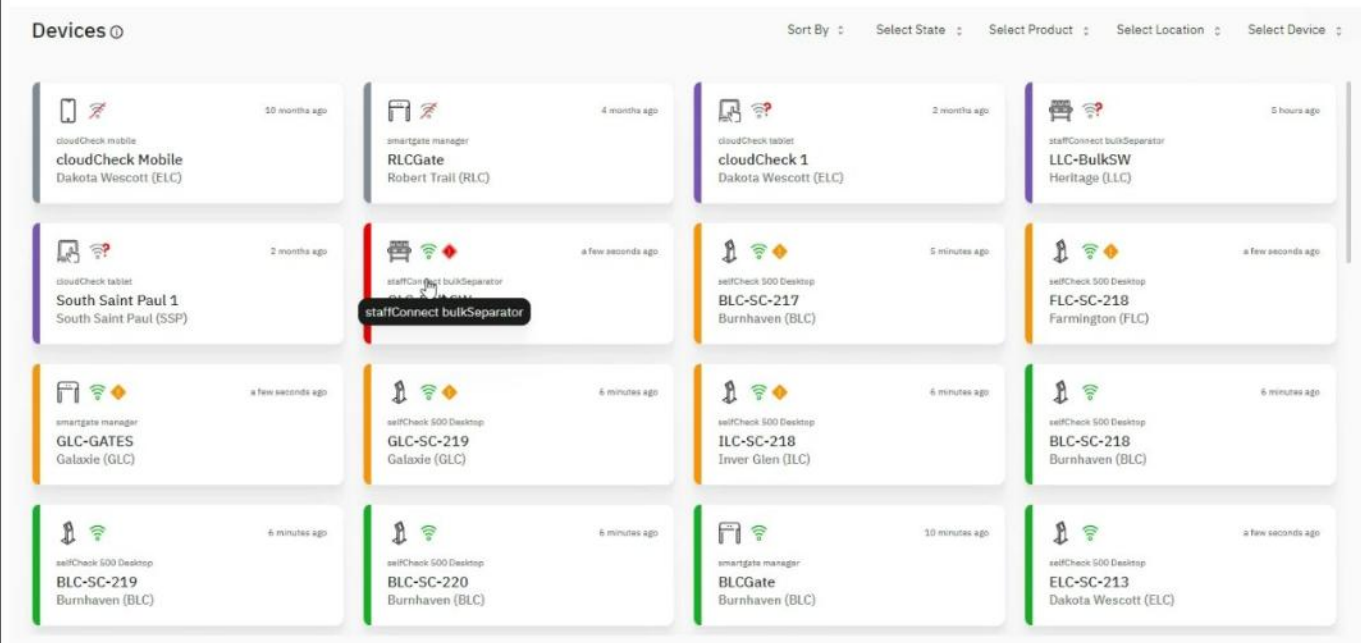 Devices
Sort By Select State Select Product Select Location Select Device
10 months ago
cloudCheck mobile
cloudCheck Mobile
Dakota Wescott (ELC)
4 months ago
smartgate manager
RLCGate
Robert Trail (RLC)
2 months ago
cloudCheck tablet
cloudCheck 1
Dakota Wescott (ELC)
5 hours ago
staffConnect bulkSeparator
LLC-BulkSW
Heritage (LLC)
2 months ago
cloudCheck tablet
South Saint Paul 1
South Saint Paul (SSP)
a few seconds ago
staffConnect bulkSeparator
staffConnect bulkSeparator
5 minutes ago
selfCheck 500 Desktop
BLC-SC-217
Burnhaven (BLC)
a few seconds ago
selfCheck 500 Desktop
FLC-SC-218
Farmington (FLC)
a few seconds ago
smartgate manager
GLC-GATES
Galaxie (GLC)
6 minutes ago
selfCheck 500 Desktop
GLC-SC-219
Galaxie (GLC)
6 minutes ago
selfCheck 500 Desktop
ILC-SC-218
Inver Glen (ILC)
6 minutes ago
selfCheck 500 Desktop
BLC-SC-218
Burnhaven (BLC)
6 minutes ago
selfCheck 500 Desktop
BLC-SC-219
Burnhaven (BLC)
6 minutes ago
selfCheck 500 Desktop
BLC-SC-220
Burnhaven (BLC)
10 minutes ago
smartgate manager
BLCGate
Burnhaven (BLC)
a few seconds ago
selfCheck 500 Desktop
ELC-SC-213
Dakota Wescott (ELC)